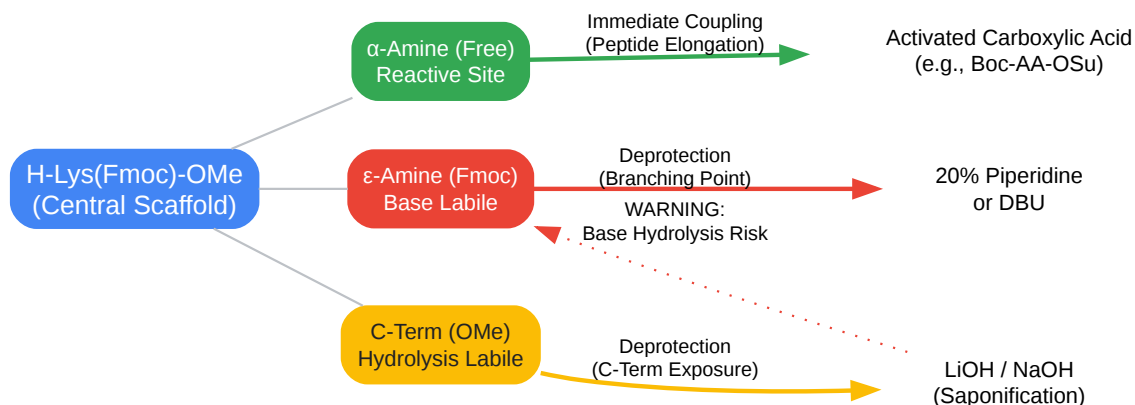 α-Amine (Free)
Reactive Site
Immediate Coupling
(Peptide Elongation)
Activated Carboxylic Acid
(e.g., Boc-AA-OSu)
H-Lys(Fmoc)-OMe
(Central Scaffold)
ε-Amine (Fmoc)
Base Labile
Deprotection
(Branching Point)
WARNING:
Base Hydrolysis Risk
20% Piperidine
or DBU
C-Term (OMe)
Hydrolysis Labile
Deprotection
(C-Term Exposure)
LiOH / NaOH
(Saponification)